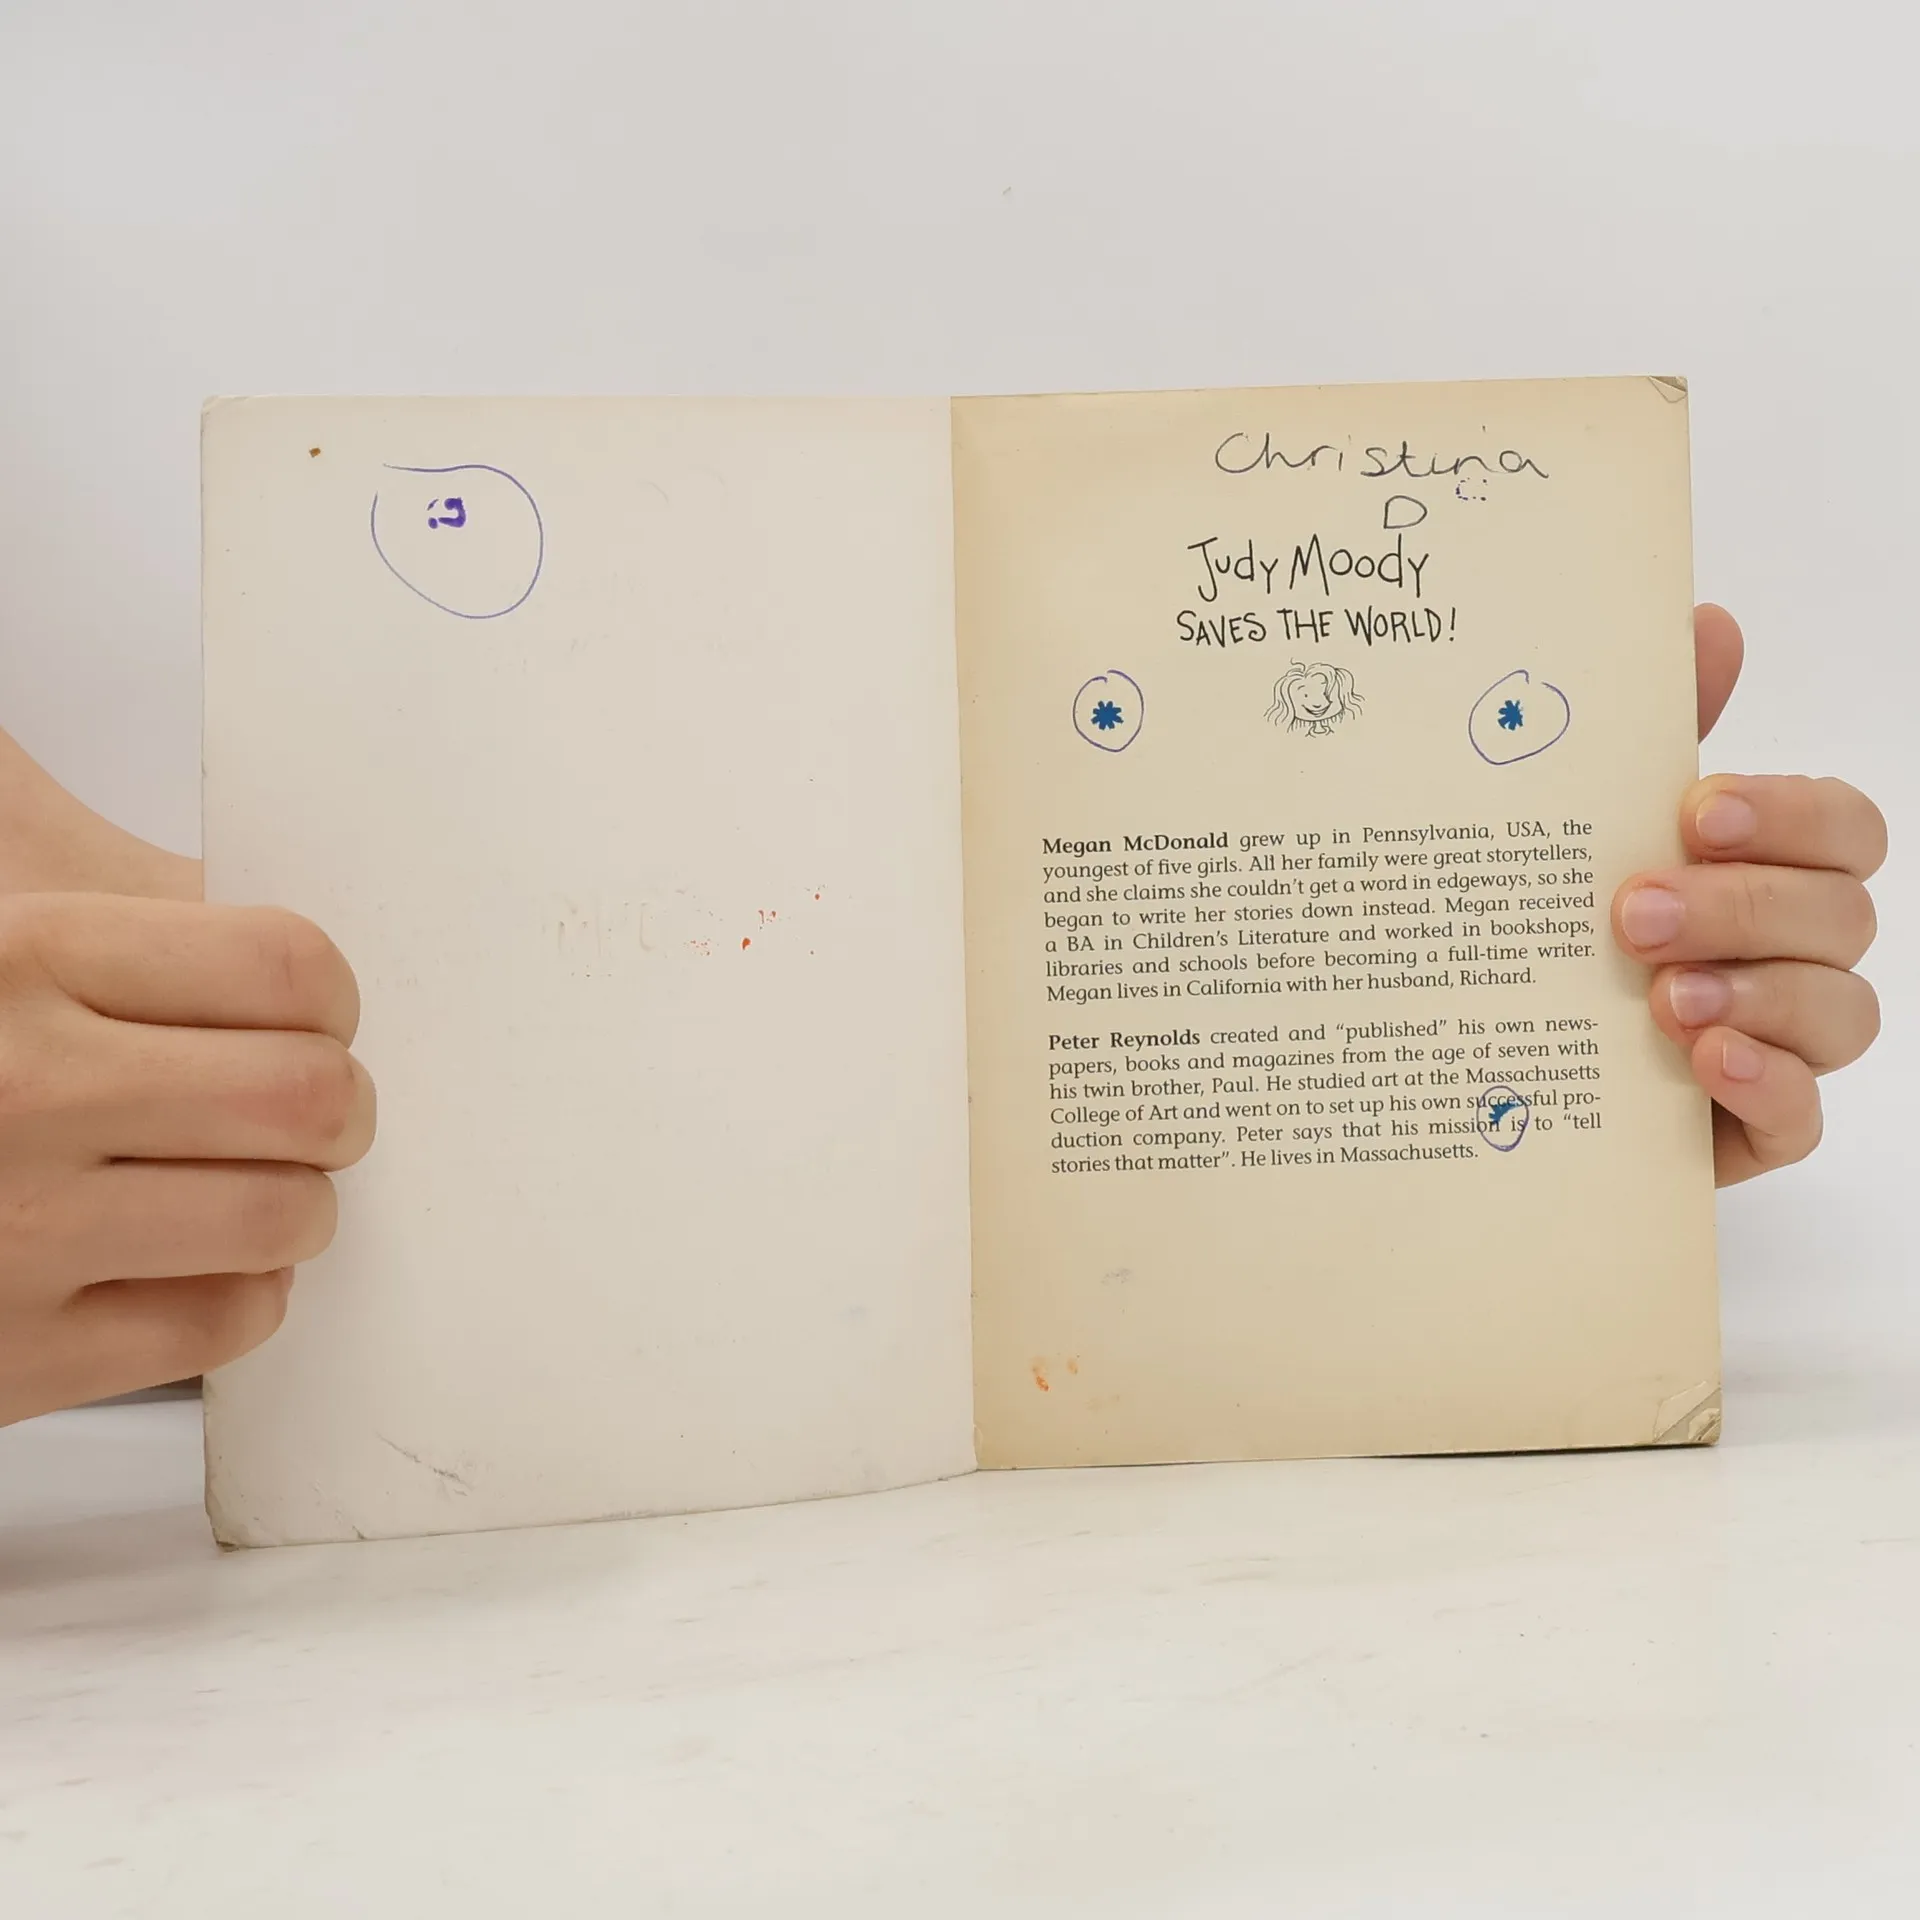 Christina
D
Judy Moody
SAVES THE WORLD!
Megan McDonald grew up in Pennsylvania, USA, the
youngest of five girls. All her family were great storytellers,
and she claims she couldn't get a word in edgeways, so she
began to write her stories down instead. Megan received
a BA in Children's Literature and worked in bookshops,
libraries and schools before becoming a full-time writer.
Megan lives in California with her husband, Richard.
Peter Reynolds created and “published” his own news-
papers, books and magazines from the age of seven with
his twin brother, Paul. He studied art at the Massachusetts
College of Art and went on to set up his own successful pro-
duction company. Peter says that his mission is to “tell
stories that matter”. He lives in Massachusetts.